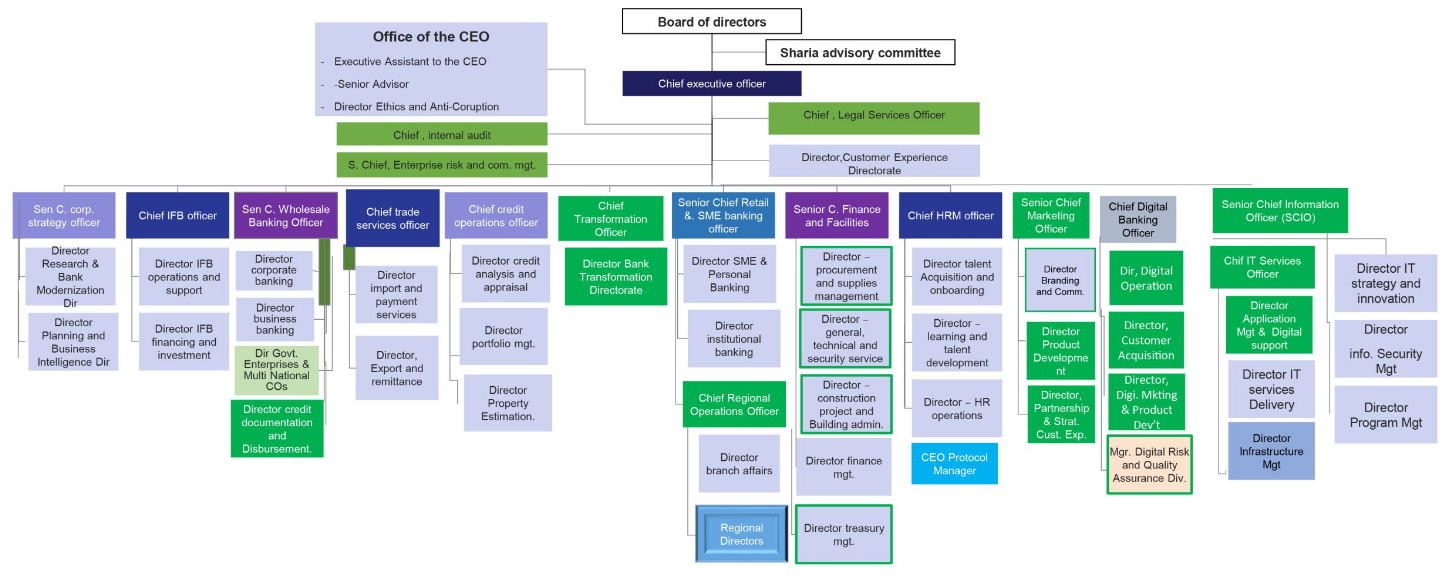 Board of directors
Office of the CEO
- Executive Assistant to the CEO
- -Senior Advisor
- Director Ethics and Anti-Coruption
Sharia advisory committee
Chief executive officer
Chief , Legal Services Officer
Chief , internal audit
S. Chief, Enterprise risk and com. mgt.
Director,Customer Experience
Directorate
Sen C. corp.
strategy officer
Director
Research &
Bank
Modernization
Dir
Director
Planning and
Business
Intelligence Dir
Chief IFB officer
Director IFB
operations and
support
Director IFB
financing and
investment
Sen C. Wholesale
Banking Officer
Director
corporate
banking
Director
business
banking
Dir Govt.
Enterprises &
Multi National
COs
Director credit
documentation
and
Disbursement.
Chief trade
services officer
Director
import and
payment
services
Director,
Export and
remittance
Chief credit
operations officer
Director credit
analysis and
appraisal
Director
portfolio mgt.
Director
Property
Estimation.
Chief
Transformation
Officer
Director Bank
Transformation
Directorate
Senior Chief Retail
&. SME banking
officer
Director SME &
Personal
Banking
Director
institutional
banking
Chief Regional
Operations Officer
Director
branch affairs
Regional
Directors
Senior C. Finance
and Facilities
Director –
procurement
and supplies
management
Director –
general,
technical and
security service
Director –
construction
project and
Building admin.
Director finance
mgt.
Director treasury
mgt.
Chief HRM officer
Director talent
Acquisition and
onboarding
Director –
learning and
talent
development
Director – HR
operations
CEO Protocol
Manager
Senior Chief
Marketing
Officer
Director
Branding
and Comm.
Director
Product
Developme
nt
Director,
Partnership
& Strat.
Cust. Exp.
Chief Digital
Banking
Officer
Dir, Digital
Operation
Director,
Customer
Acquisition
Director,
Digi. Mkting
& Product
Dev't
Mgr. Digital Risk
and Quality
Assurance Div.
Senior Chief Information
Officer (SCIO)
Chif IT Services
Officer
Director
Application
Mgt & Digital
support
Director IT
services
Delivery
Director
Infrastructure
Mgt
Director IT
strategy and
innovation
Director
info. Security
Mgt
Director
Program Mgt